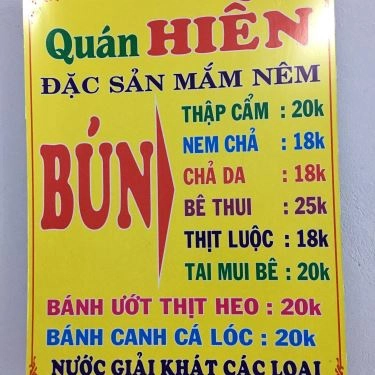 Quán HIỀN
ĐẶC SẢN MẮM NÊM
BÚN
THẬP CẨM : 20k
NEM CHẢ : 18k
CHẢ DA : 18k
BÊ THUI : 25k
THỊT LUỘC : 18k
TAI MUI BÊ : 20k
BÁNH ƯỚT THỊT HEO : 20k
BÁNH CANH CÁ LÓC : 20k
NƯỚC GIẢI KHÁT CÁC LOẠI